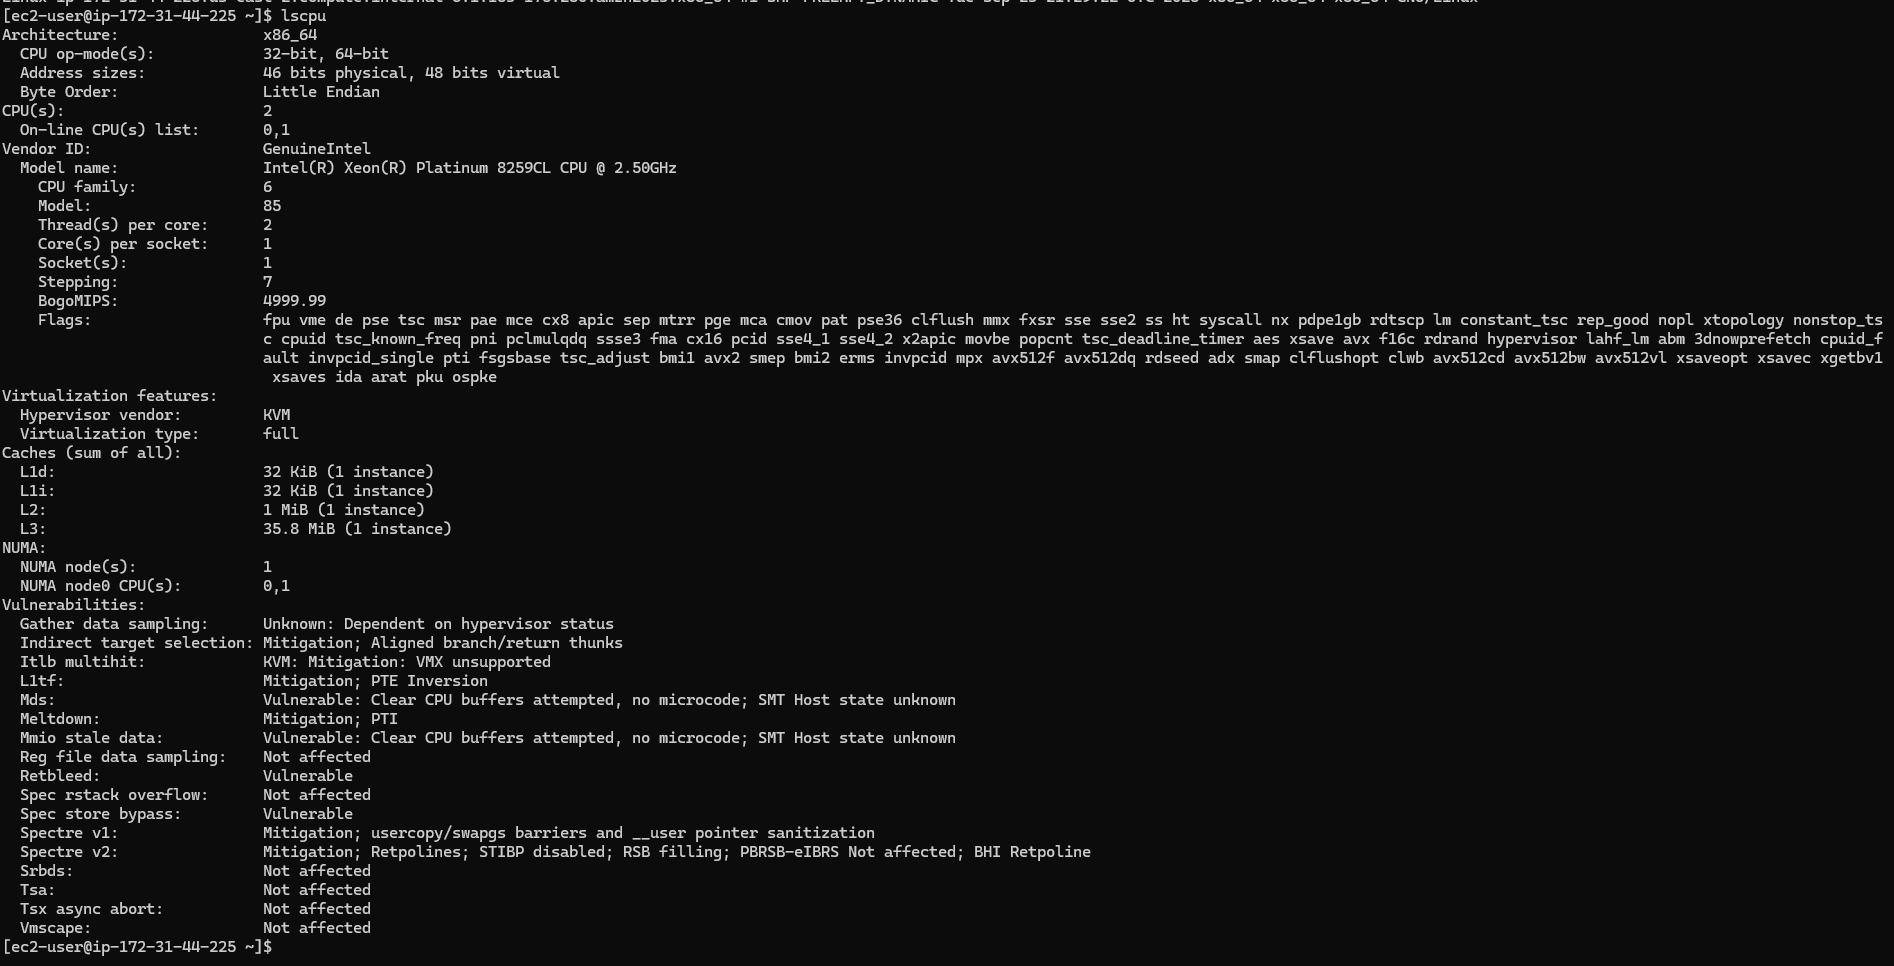 [ec2-user@ip-172-31-44-225 ~]$ lscpu
Architecture:                x86_64
  CPU op-mode(s):            32-bit, 64-bit
  Address sizes:             46 bits physical, 48 bits virtual
  Byte Order:                Little Endian
CPU(s):                      2
  On-line CPU(s) list:       0,1
Vendor ID:                   GenuineIntel
  Model name:                Intel(R) Xeon(R) Platinum 8259CL CPU @ 2.50GHz
    CPU family:              6
    Model:                   85
    Thread(s) per core:      2
    Core(s) per socket:      1
    Socket(s):               1
    Stepping:                7
    BogoMIPS:                4999.99
    Flags:                   fpu vme de pse tsc msr pae mce cx8 apic sep mtrr pge mca cmov pat pse36 clflush mmx fxsr sse sse2 ss ht syscall nx pdpe1gb rdtscp lm constant_tsc rep_good nopl xtopology nonstop_ts
                             c cpuid tsc_known_freq pni pclmulqdq ssse3 fma cx16 pcid sse4_1 sse4_2 x2apic movbe popcnt tsc_deadline_timer aes xsave avx f16c rdrand hypervisor lahf_lm abm 3dnowprefetch cpuid_f
                             ault invpcid_single pti fsgsbase tsc_adjust bmi1 avx2 smep bmi2 erms invpcid mpx avx512f avx512dq rdseed adx smap clflushopt clwb avx512cd avx512bw avx512vl xsaveopt xsavec xgetbv1
                              xsaves ida arat pku ospke
Virtualization features:
  Hypervisor vendor:         KVM
  Virtualization type:       full
Caches (sum of all):
  L1d:                       32 KiB (1 instance)
  L1i:                       32 KiB (1 instance)
  L2:                        1 MiB (1 instance)
  L3:                        35.8 MiB (1 instance)
NUMA:
  NUMA node(s):              1
  NUMA node0 CPU(s):         0,1
Vulnerabilities:
  Gather data sampling:      Unknown: Dependent on hypervisor status
  Indirect target selection: Mitigation; Aligned branch/return thunks
  Itlb multihit:             KVM: Mitigation: VMX unsupported
  L1tf:                      Mitigation; PTE Inversion
  Mds:                       Vulnerable: Clear CPU buffers attempted, no microcode; SMT Host state unknown
  Meltdown:                  Mitigation; PTI
  Mmio stale data:           Vulnerable: Clear CPU buffers attempted, no microcode; SMT Host state unknown
  Reg file data sampling:    Not affected
  Retbleed:                  Vulnerable
  Spec rstack overflow:      Not affected
  Spec store bypass:         Vulnerable
  Spectre v1:                Mitigation; usercopy/swapgs barriers and __user pointer sanitization
  Spectre v2:                Mitigation; Retpolines; STIBP disabled; RSB filling; PBRSB-eIBRS Not affected; BHI Retpoline
  Srbds:                     Not affected
  Tsa:                       Not affected
  Tsx async abort:           Not affected
  Vmscape:                   Not affected
[ec2-user@ip-172-31-44-225 ~]$